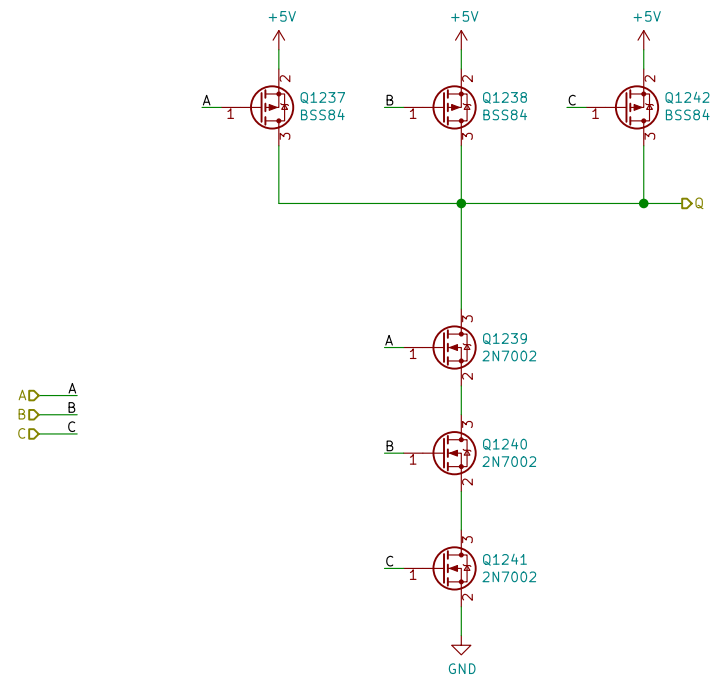 +5V +5V +5V
2 2 2
A 1 Q1237 B 1 Q1238 C 1 Q1242
BSS84 BSS84 BSS84
3 3 3
Q
3
A 1 Q1239
2N7002
2
A A
B B
C C
3
B 1 Q1240
2N7002
2
3
C 1 Q1241
2N7002
2
GND